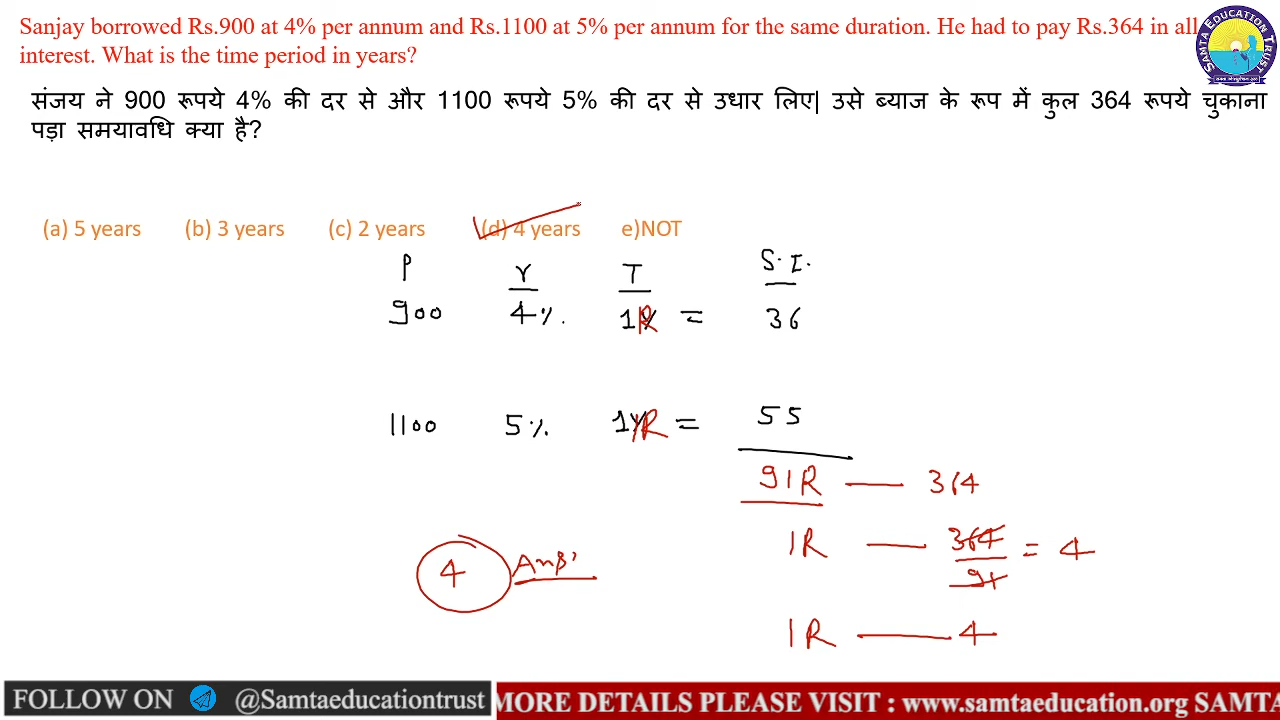 Sanjay borrowed Rs.900 at 4% per annum and Rs.1100 at 5% per annum for the same duration. He had to pay Rs.364 in all
interest. What is the time period in years?
SAMTA EDUCATION TRUST
संजय ने 900 रूपये 4% की दर से और 1100 रूपये 5% की दर से उधार लिए| उसे ब्याज के रूप में कुल 364 रूपये चुकाना
पड़ा समयावधि क्या है?
(a) 5 years (b) 3 years (c) 2 years (d) 4 years e)NOT
P r T S.I.
900 4%. 1R = 36
1100 5% 1R = 55
91R — 364
1R — 364/91 = 4
4 Ans
1R — 4
FOLLOW ON @Samtaeducationtrust MORE DETAILS PLEASE VISIT : www.samtaeducation.org SAMTA